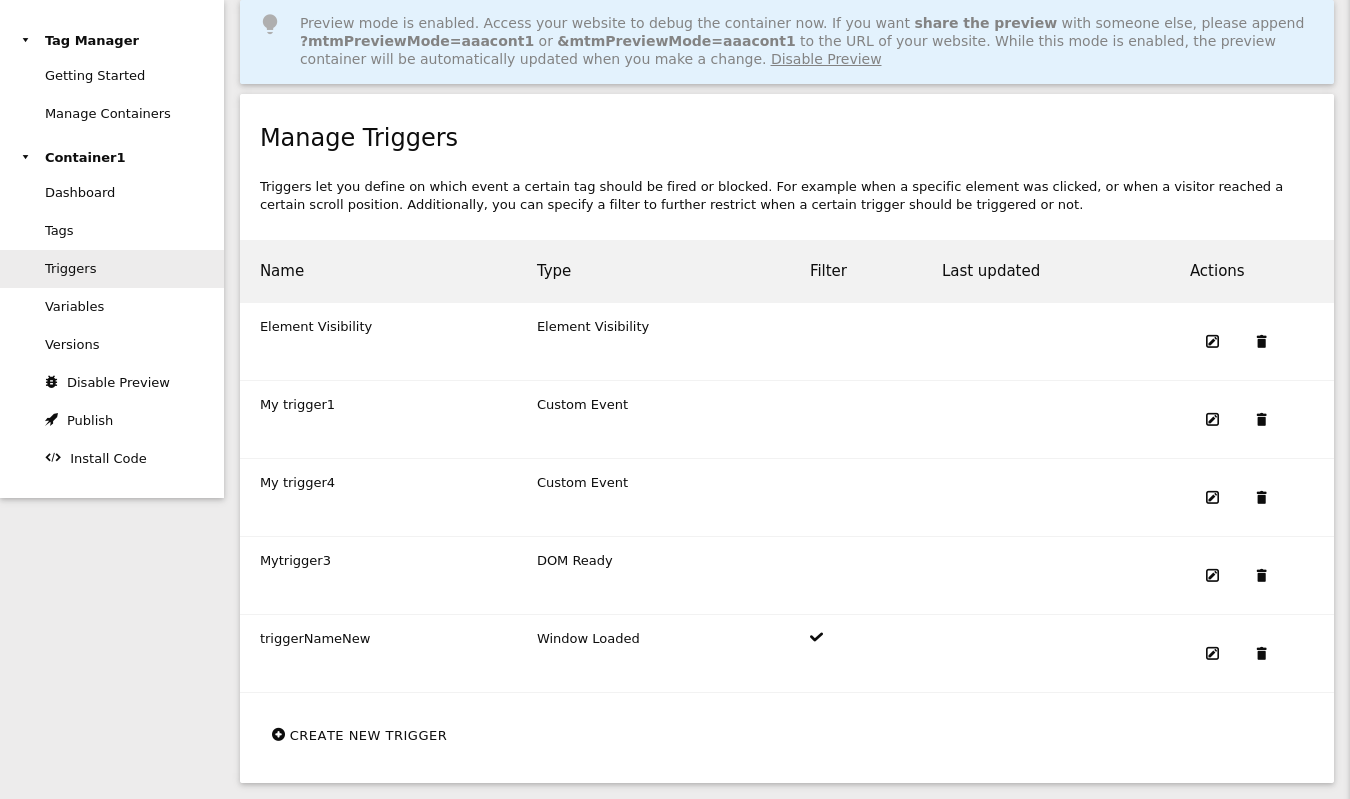 Tag Manager
Getting Started
Manage Containers
Container1
Dashboard
Tags
Triggers
Variables
Versions
Disable Preview
Publish
Install Code
Preview mode is enabled. Access your website to debug the container now. If you want share the preview with someone else, please append
?mtmPreviewMode=aaacont1 or &mtmPreviewMode=aaacont1 to the URL of your website. While this mode is enabled, the preview
container will be automatically updated when you make a change. Disable Preview
Manage Triggers
Triggers let you define on which event a certain tag should be fired or blocked. For example when a specific element was clicked, or when a visitor reached a
certain scroll position. Additionally, you can specify a filter to further restrict when a certain trigger should be triggered or not.
Name Type Filter Last updated Actions
Element Visibility Element Visibility
My trigger1 Custom Event
My trigger4 Custom Event
Mytrigger3 DOM Ready
triggerNameNew Window Loaded
CREATE NEW TRIGGER